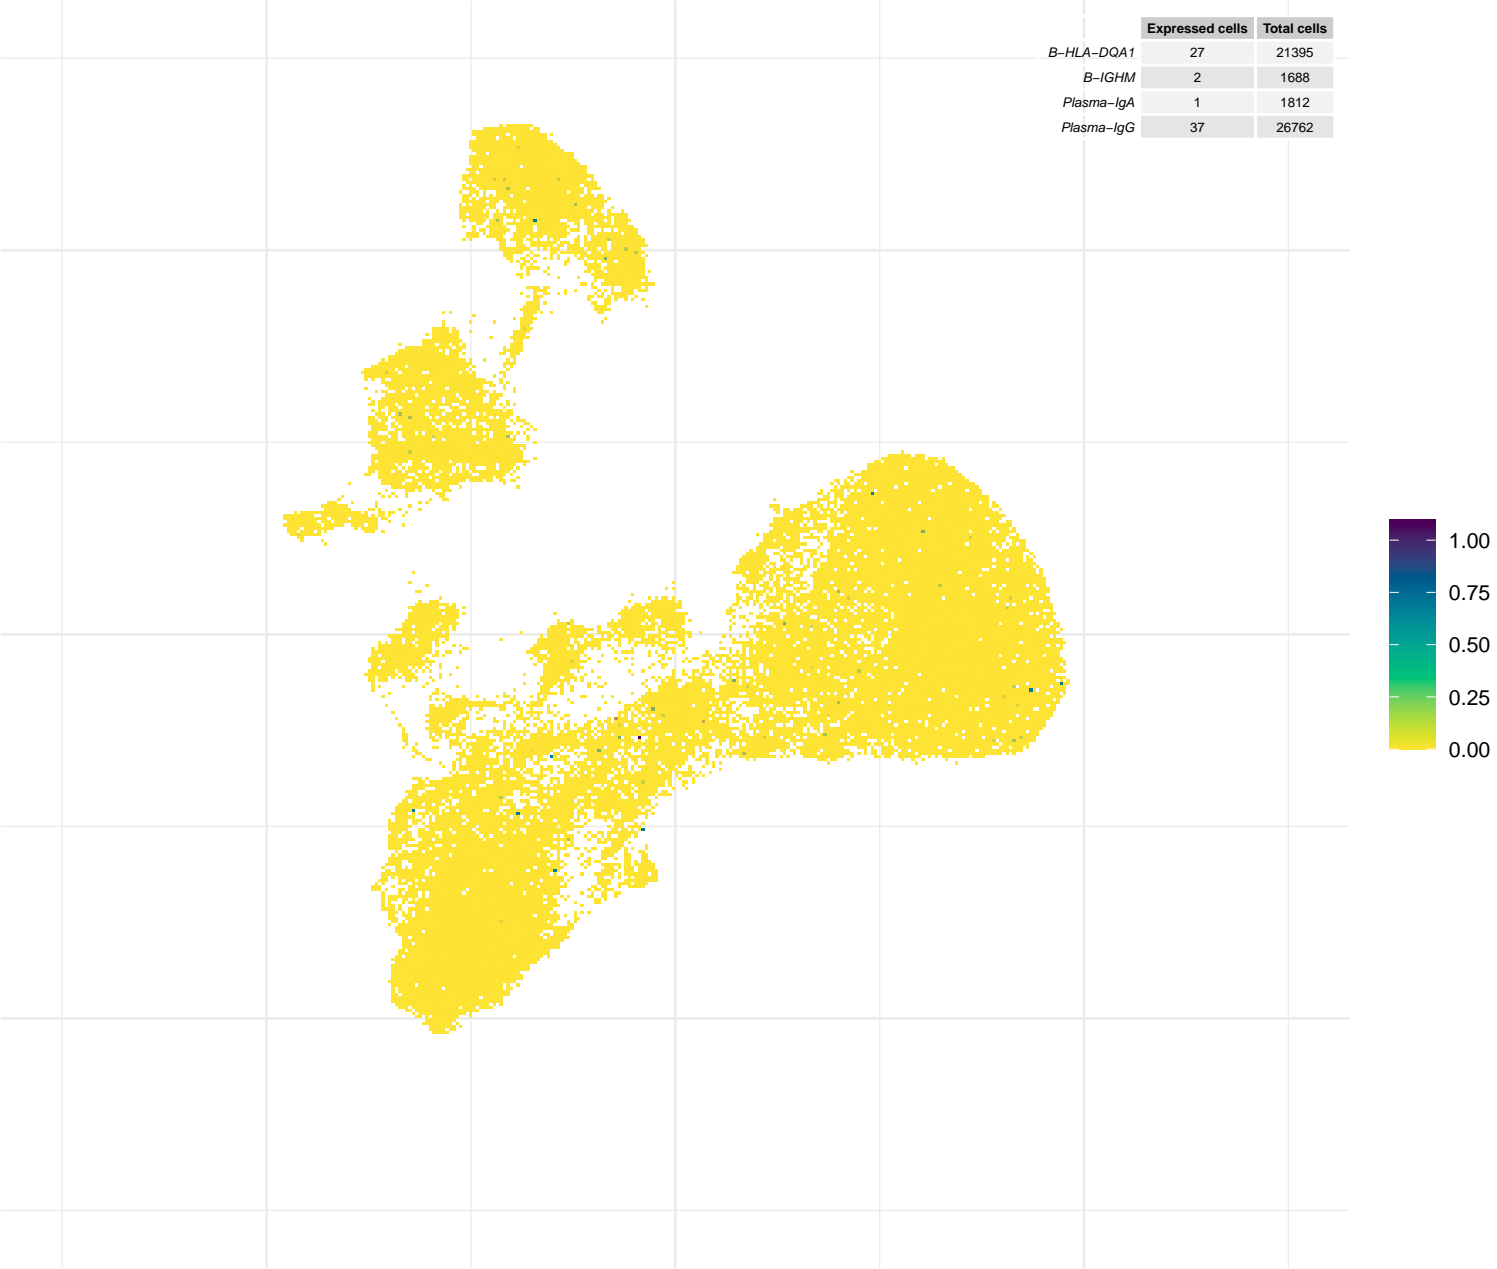 Expressed cells Total cells
B−HLA−DQA1 27 21395
B−IGHM 2 1688
Plasma−IgA 1 1812
Plasma−IgG 37 26762
1.00
0.75
0.50
0.25
0.00